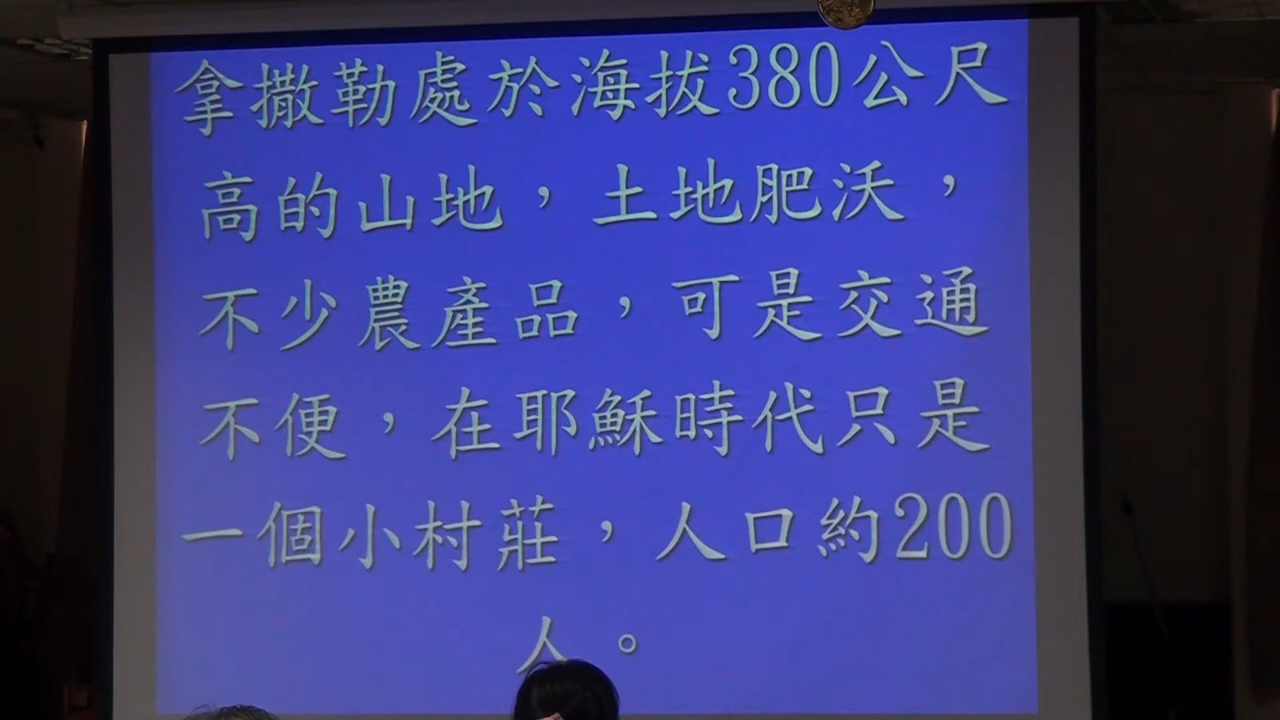 拿撒勒處於海拔380公尺
高的山地，土地肥沃，
不少農產品，可是交通
不便，在耶穌時代只是
一個小村莊，人口約200
人。